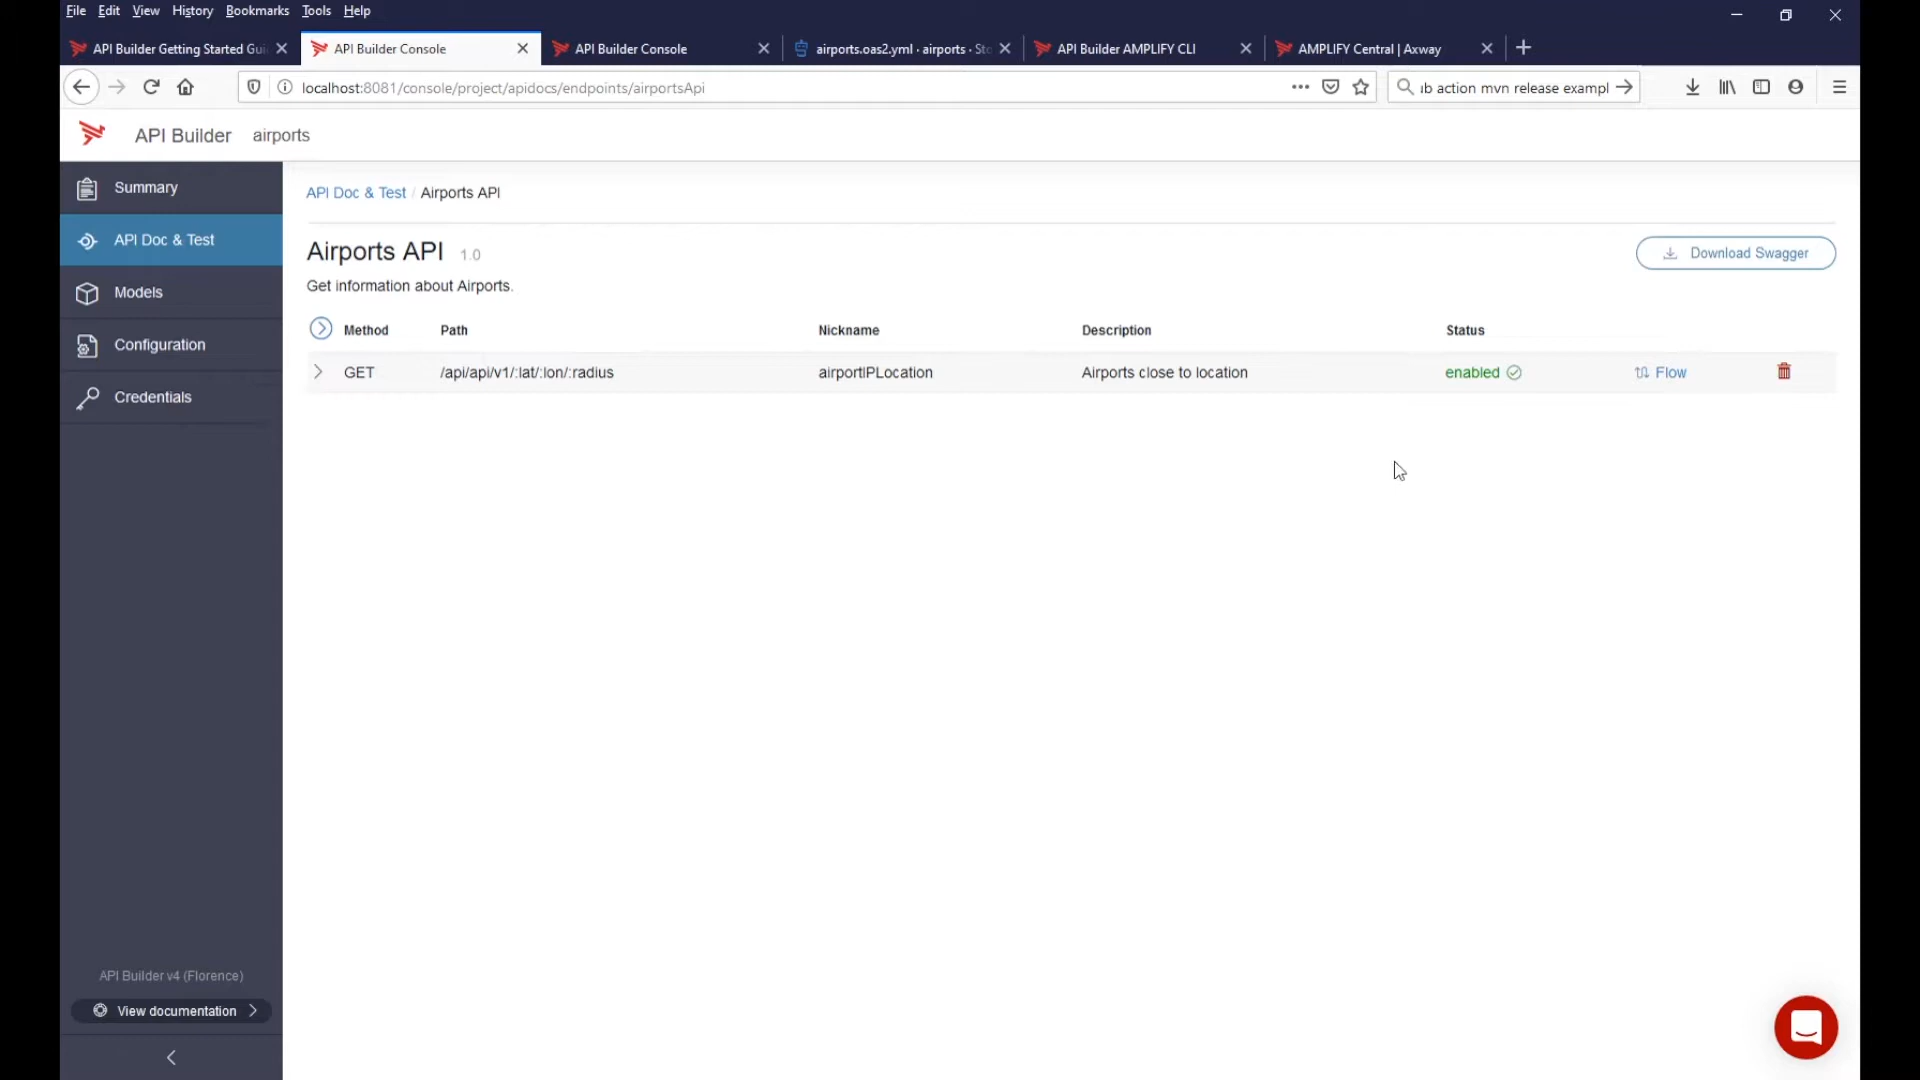 File Edit View History Bookmarks Tools Help
API Builder Getting Started Gui API Builder Console API Builder Console airports.oas2.yml · airports · Sto API Builder AMPLIFY CLI AMPLIFY Central | Axway
localhost:8081/console/project/apidocs/endpoints/airportsApi
ub action mvn release exampl
API Builder airports
Summary
API Doc & Test
Models
Configuration
Credentials
API Builder v4 (Florence)
View documentation
API Doc & Test / Airports API
Airports API 1.0
Download Swagger
Get information about Airports.
Method Path Nickname Description Status
GET /api/api/v1/:lat/:lon/:radius airportIPLocation Airports close to location enabled Flow